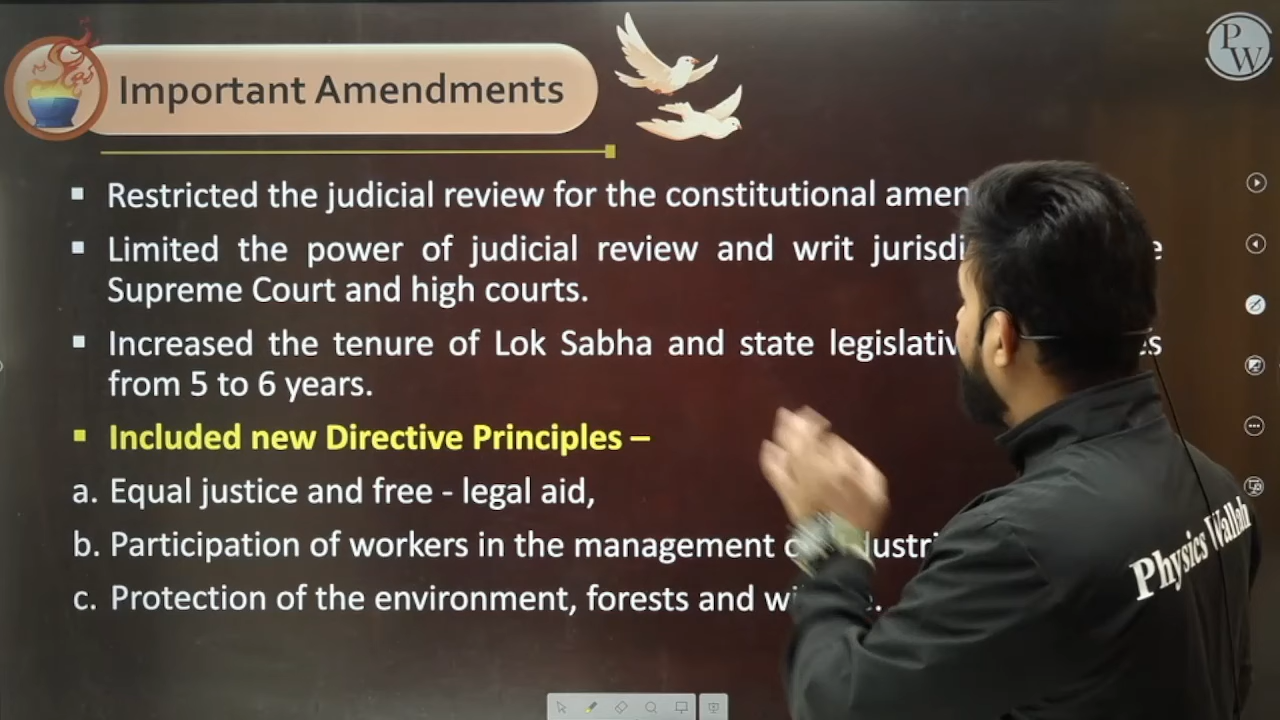 Important Amendments
PW
▪ Restricted the judicial review for the constitutional
▪ Limited the power of judicial review and writ
Supreme Court and high courts.
▪ Increased the tenure of Lok Sabha and state
from 5 to 6 years.
▪ Included new Directive Principles –
a. Equal justice and free - legal aid,
b. Participation of workers in the management
c. Protection of the environment, forests and
Physics Wallah